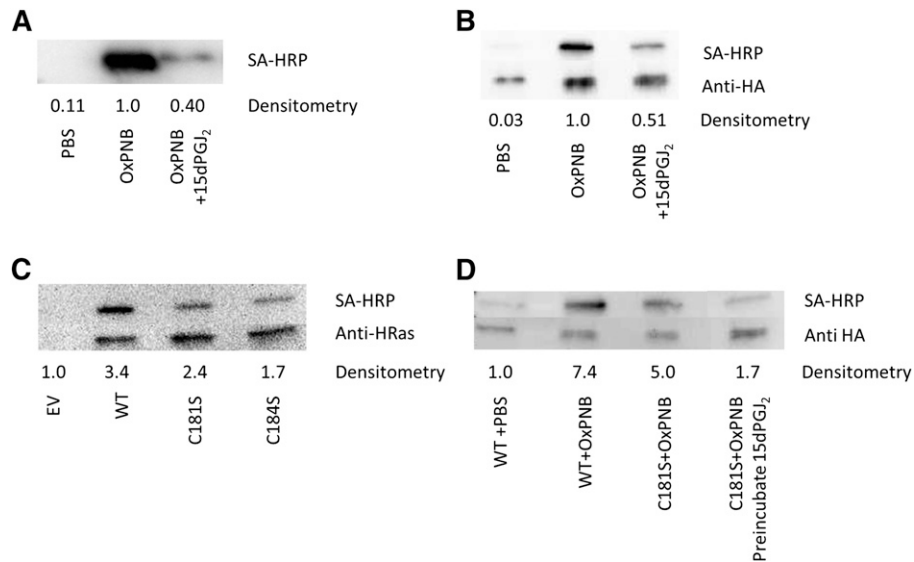 A
SA-HRP
0.11 1.0 0.40 Densitometry
PBS
OxPNB
OxPNB
+15dPGJ₂
B
SA-HRP
Anti-HA
0.03 1.0 0.51 Densitometry
PBS
OxPNB
OxPNB
+15dPGJ₂
C
SA-HRP
Anti-HRas
1.0 3.4 2.4 1.7 Densitometry
EV
WT
C181S
C184S
D
SA-HRP
Anti HA
1.0 7.4 5.0 1.7 Densitometry
WT +PBS
WT+OxPNB
C181S+OxPNB
C181S+OxPNB
Preincubate 15dPGJ₂